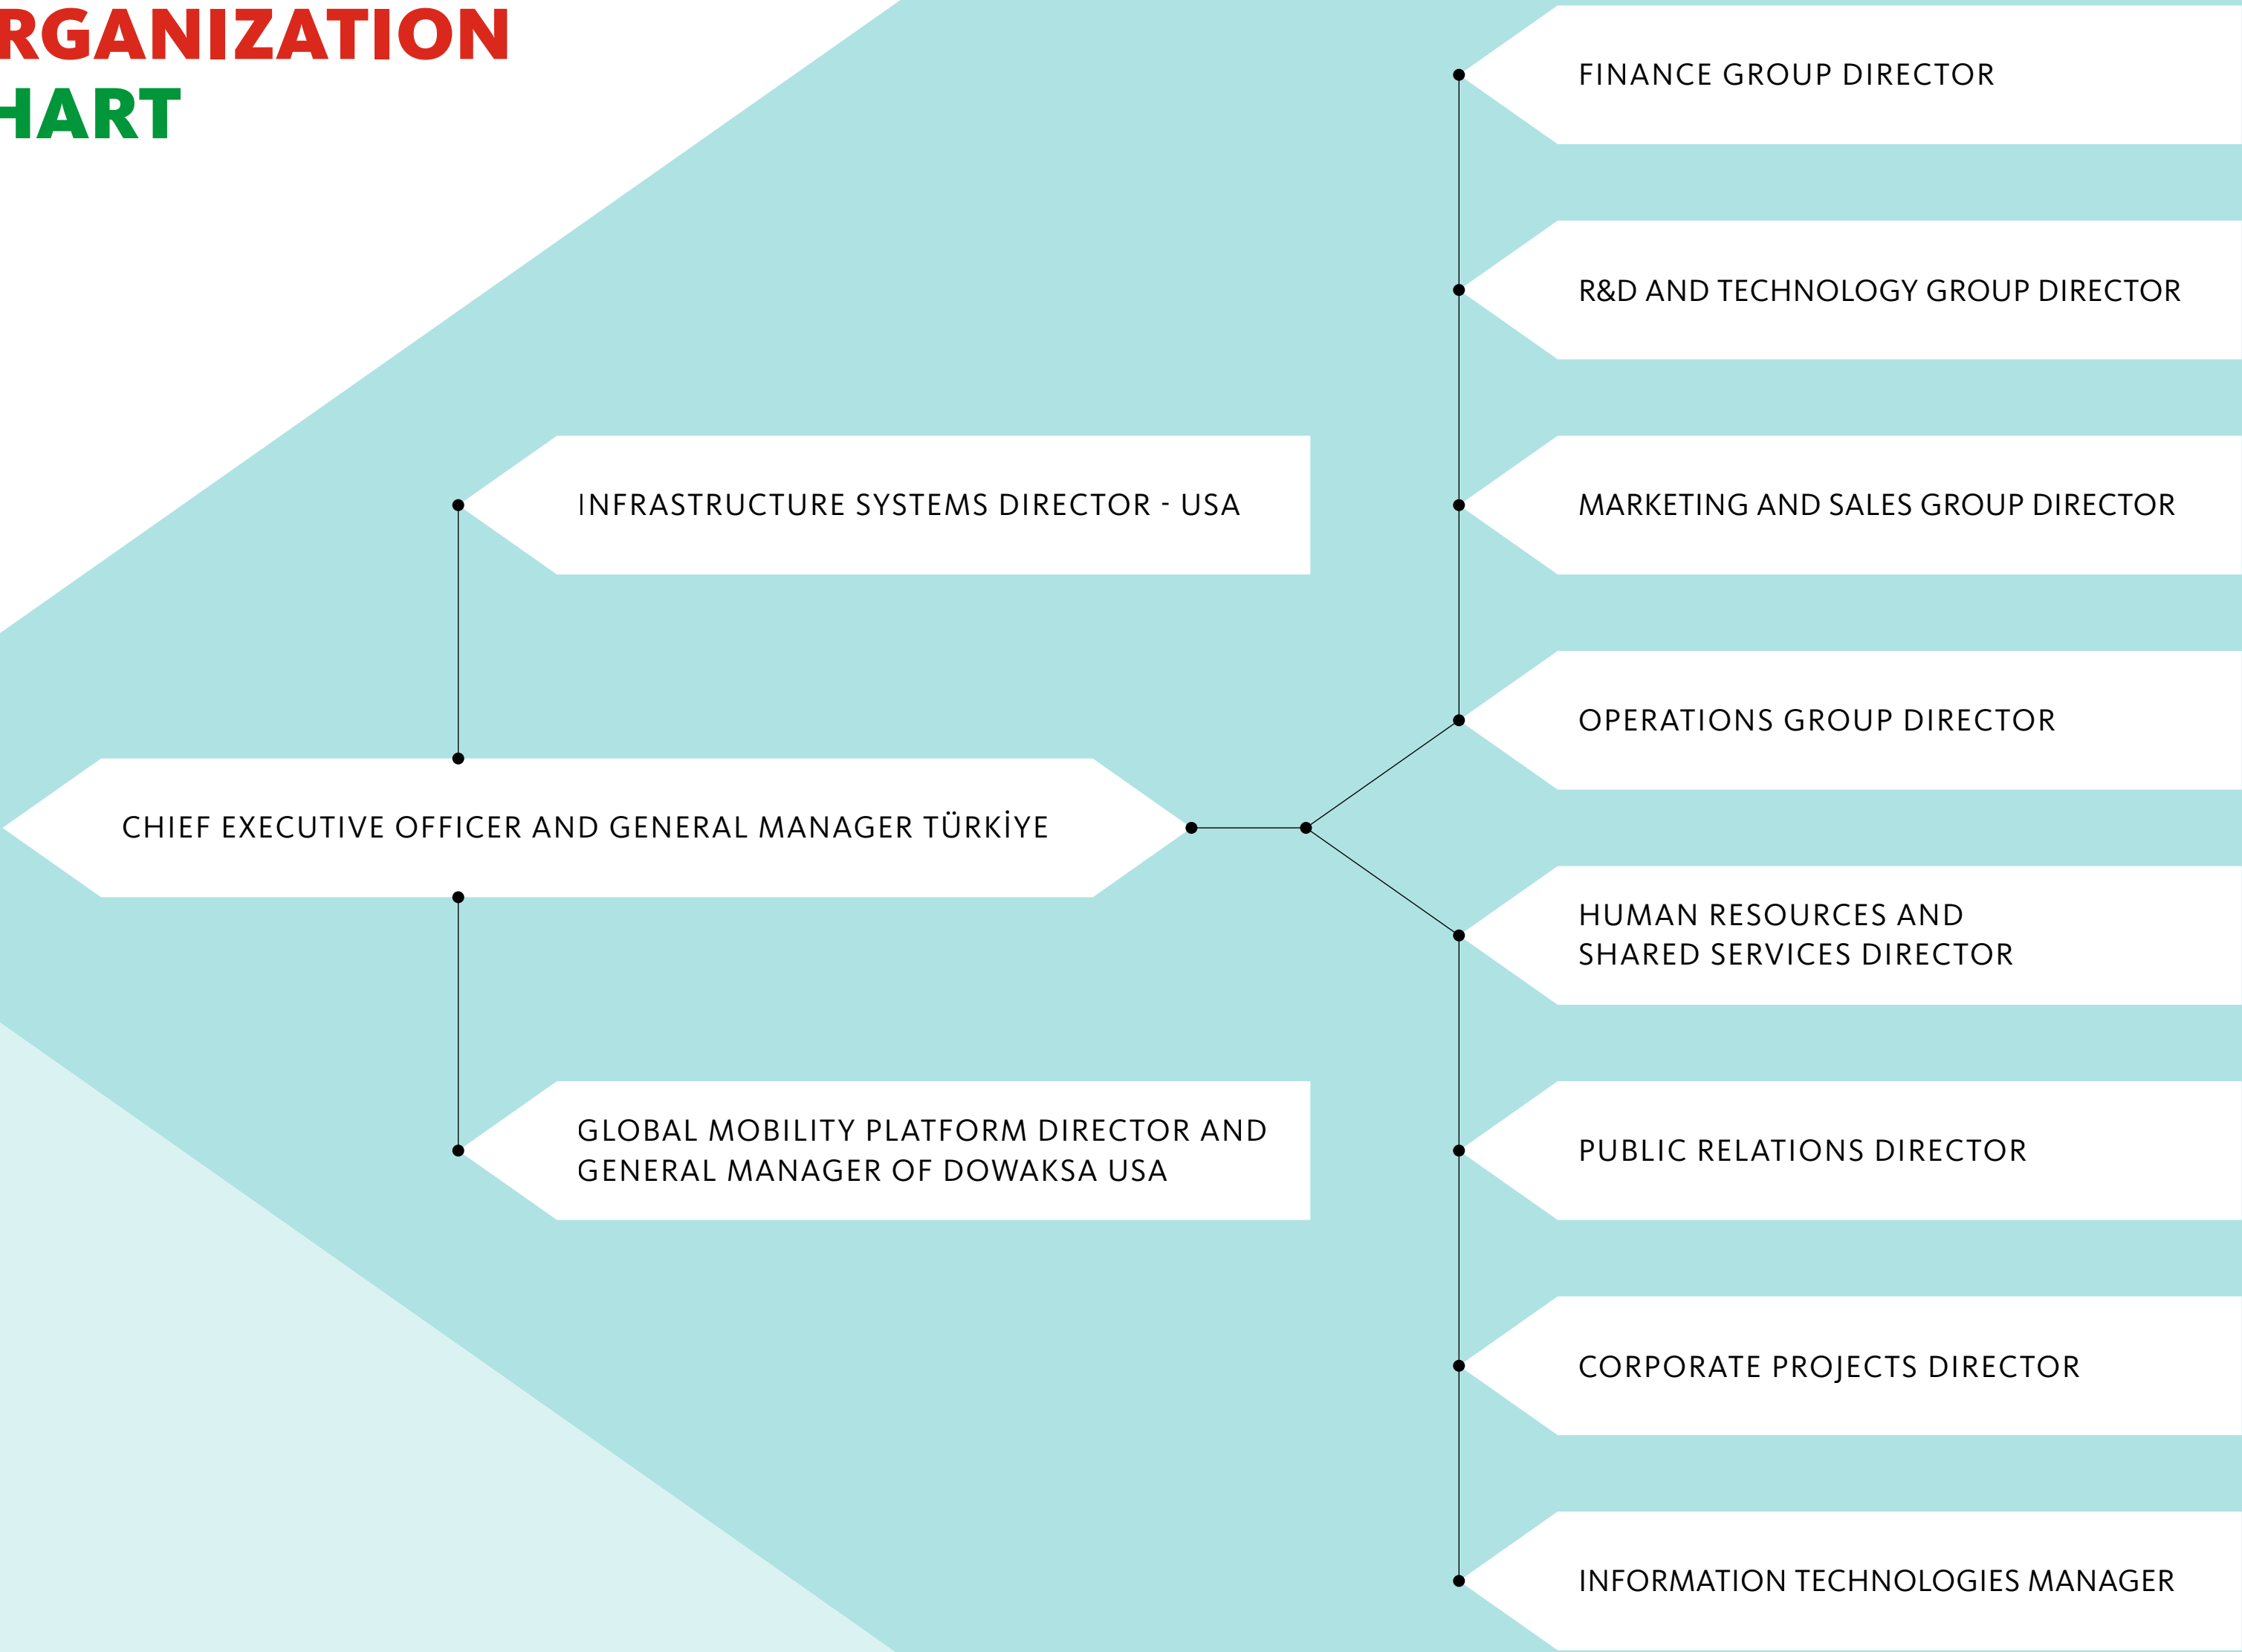 RGANIZATION
HART
FINANCE GROUP DIRECTOR
R&D AND TECHNOLOGY GROUP DIRECTOR
INFRASTRUCTURE SYSTEMS DIRECTOR - USA
MARKETING AND SALES GROUP DIRECTOR
OPERATIONS GROUP DIRECTOR
CHIEF EXECUTIVE OFFICER AND GENERAL MANAGER TÜRKİYE
HUMAN RESOURCES AND
SHARED SERVICES DIRECTOR
GLOBAL MOBILITY PLATFORM DIRECTOR AND
GENERAL MANAGER OF DOWAKSA USA
PUBLIC RELATIONS DIRECTOR
CORPORATE PROJECTS DIRECTOR
INFORMATION TECHNOLOGIES MANAGER